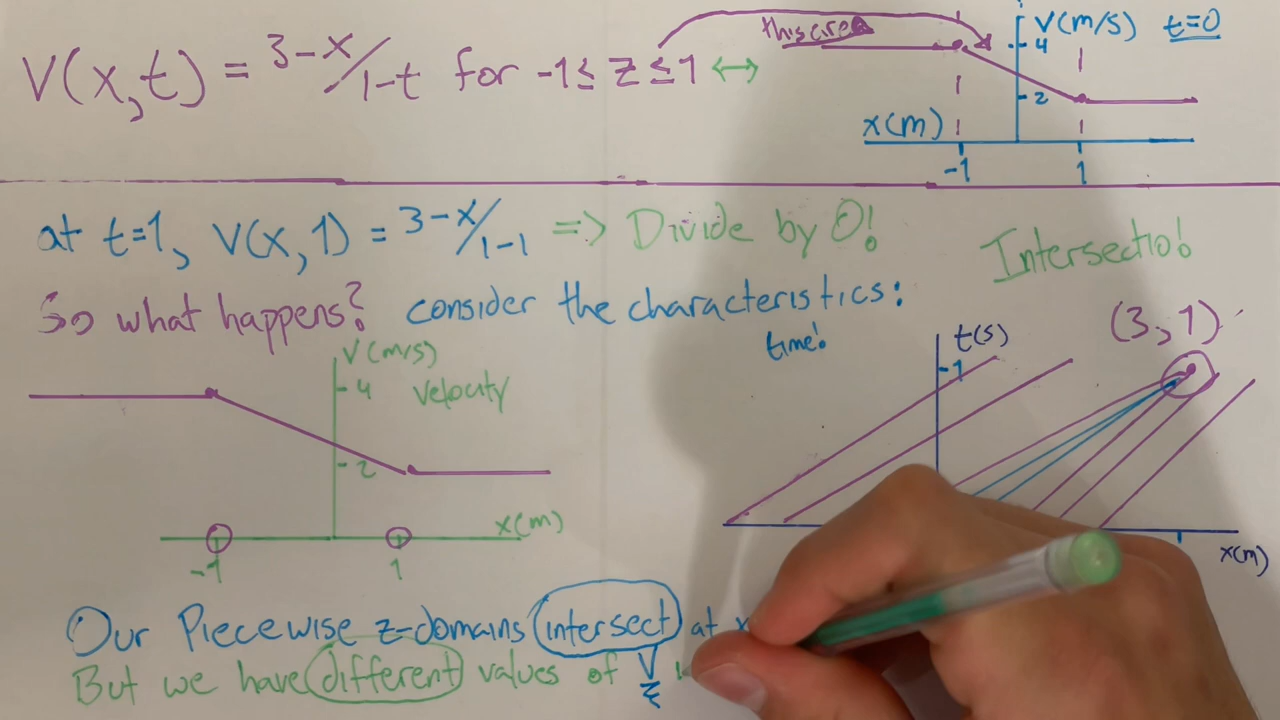 V(x,t) = 3-x/1-t for -1≤ z ≤1 ↔
this area
V(m/s) t=0
4
2
x(m)
-1 1
at t=1, V(x,1) = 3-x/1-1 => Divide by 0!
Intersectio!
So what happens? consider the characteristics:
time!
(3,1)
V(m/s)
4 Velocity
2
x(m)
-1 1
t(s)
1
x(m)
Our Piecewise z-domains intersect at x
But we have different values of V
z